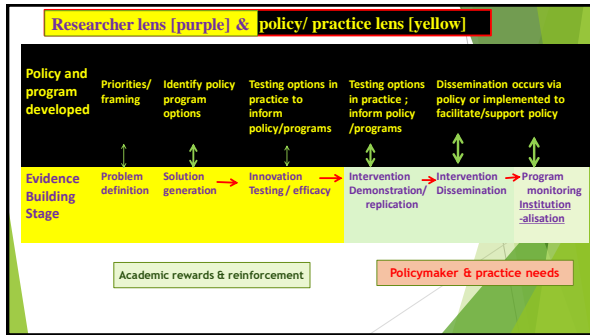 Researcher lens [purple] & policy/ practice lens [yellow]
Policy and
program
developed
Priorities/
framing
Identify policy
program
options
Testing options in
practice to
inform
policy/programs
Testing options
in practice ;
inform policy
/programs
Dissemination occurs via
policy or implemented to
facilitate/support policy
Evidence
Building
Stage
Problem
definition
Solution
generation
Innovation
Testing / efficacy
Intervention
Demonstration/
replication
Intervention
Dissemination
Program
monitoring
Institution
-alisation
Academic rewards & reinforcement
Policymaker & practice needs